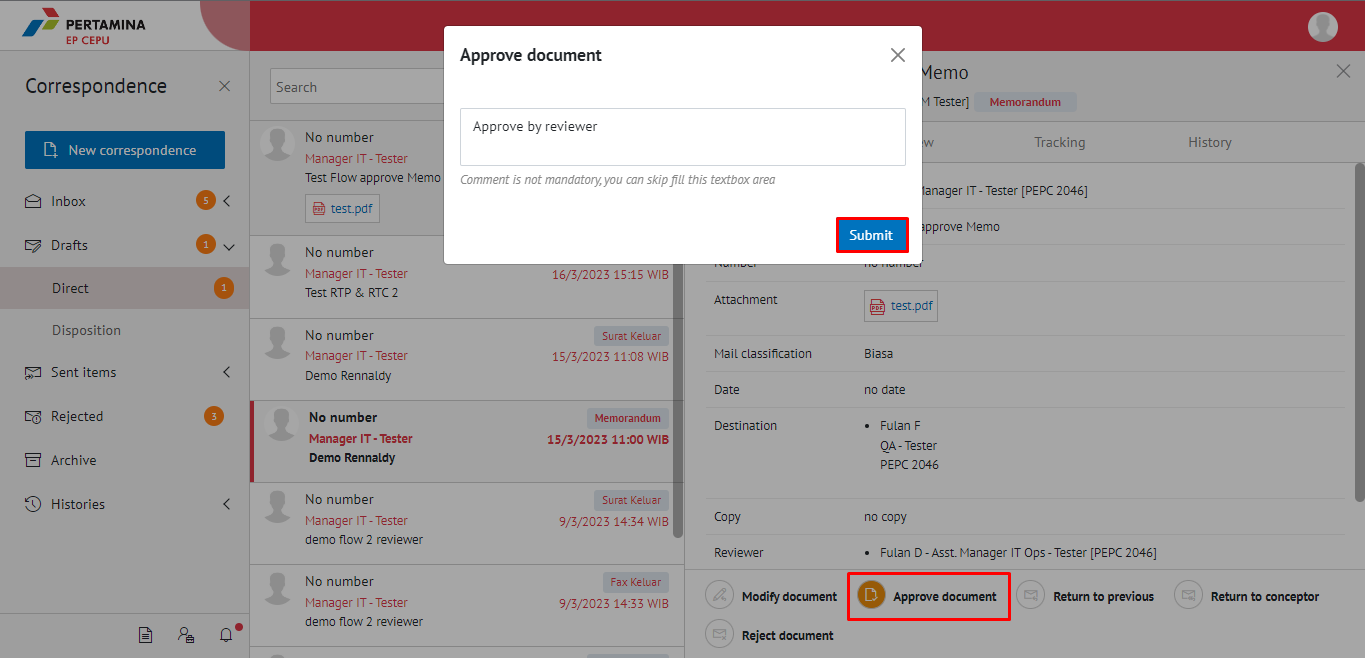 PERTAMINA
EP CEPU
Correspondence
New correspondence
Inbox
5
Drafts
1
Direct
1
Disposition
Sent items
Rejected
3
Archive
Histories
Search
No number
Manager IT - Tester
Test Flow approve Memo
test.pdf
No number
Manager IT - Tester
16/3/2023 15:15 WIB
Test RTP & RTC 2
No number
Surat Keluar
Manager IT - Tester
15/3/2023 11:08 WIB
Demo Rennaldy
No number
Memorandum
Manager IT - Tester
15/3/2023 11:00 WIB
Demo Rennaldy
No number
Surat Keluar
Manager IT - Tester
9/3/2023 14:34 WIB
demo flow 2 reviewer
No number
Fax Keluar
Manager IT - Tester
9/3/2023 14:33 WIB
demo flow 2 reviewer
Approve document
Approve by reviewer
Comment is not mandatory, you can skip fill this textbox area
Submit
Memo
Tester]
Memorandum
Tracking
History
Manager IT - Tester [PEPC 2046]
approve Memo
Number
no number
Attachment
test.pdf
Mail classification
Biasa
Date
no date
Destination
• Fulan F
QA - Tester
PEPC 2046
Copy
no copy
Reviewer
• Fulan D - Asst. Manager IT Ops - Tester [PEPC 2046]
Modify document
Approve document
Return to previous
Return to conceptor
Reject document